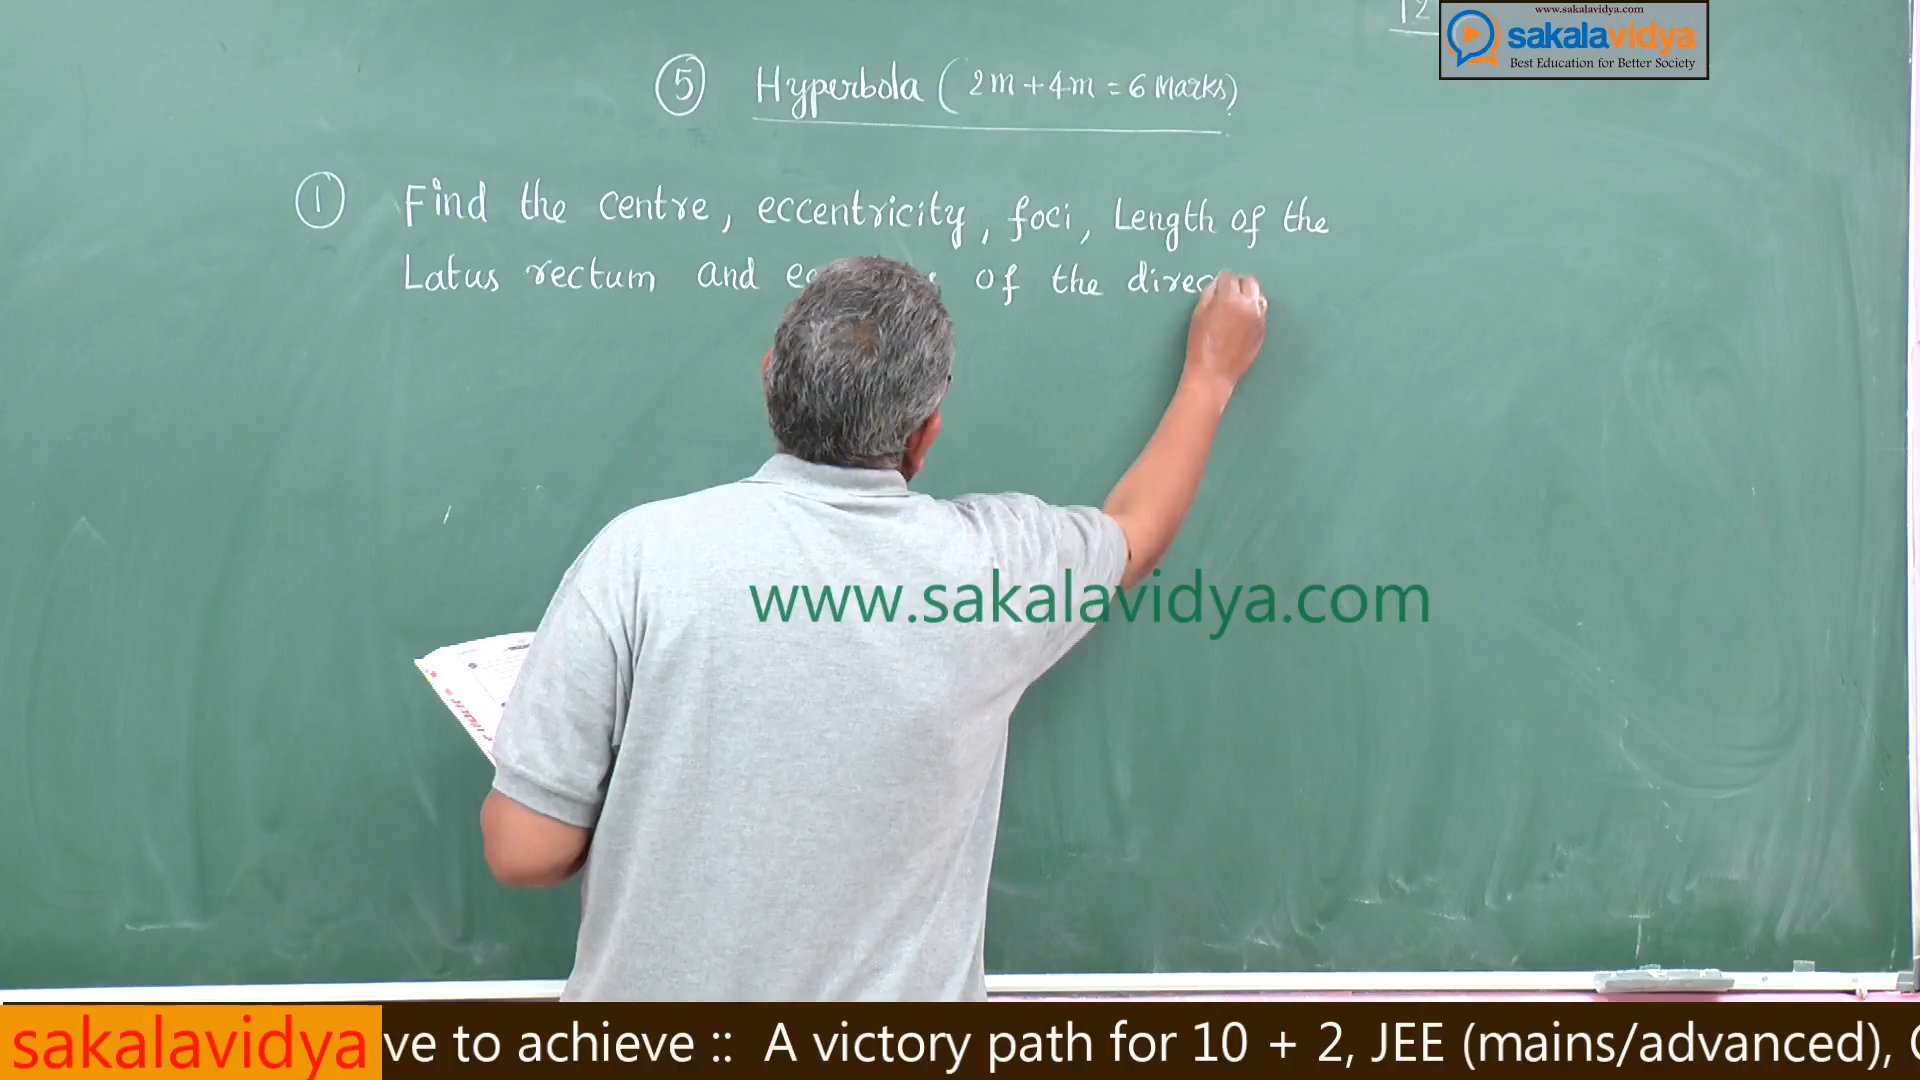 12
www.sakalavidya.com
sakalavidya
Best Education for Better Society
5 Hyperbola (2m+4m=6 Marks)
1 Find the centre, eccentricity, foci, Length of the
Latus rectum and of the direc
www.sakalavidya.com
sakalavidya ve to achieve :: A victory path for 10 + 2, JEE (mains/advanced),